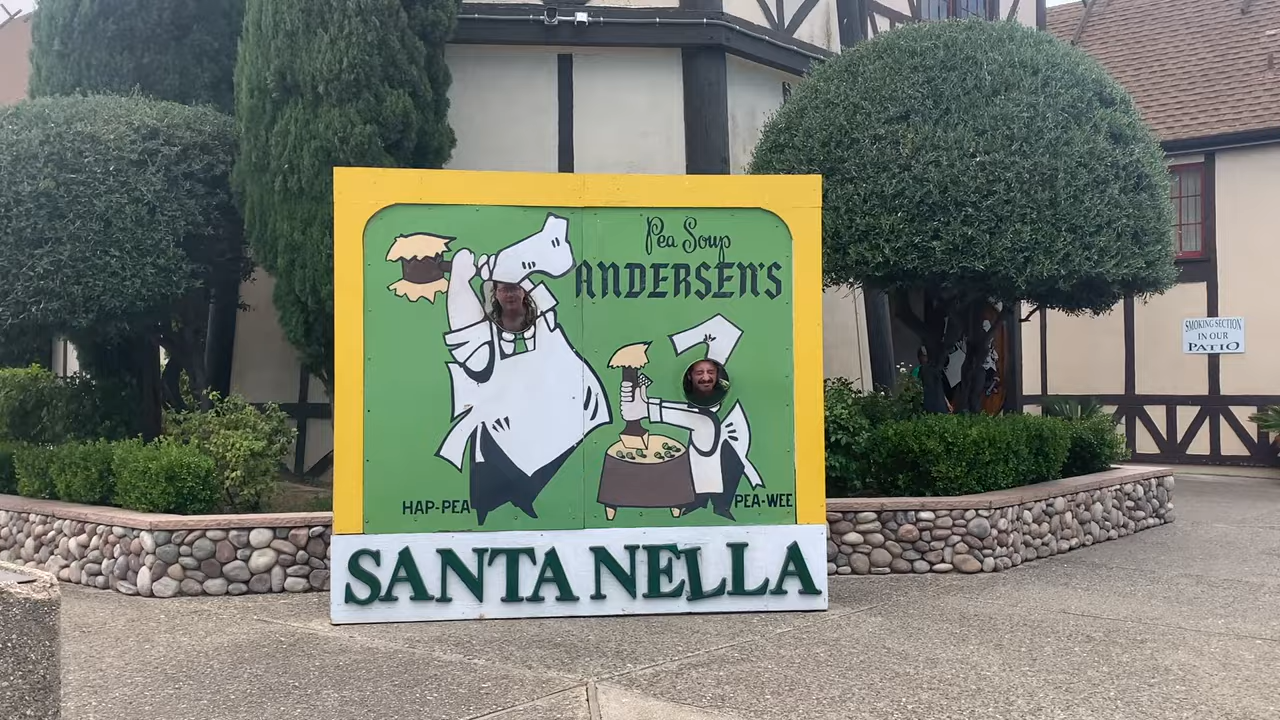 Pea Soup
ANDERSEN'S
HAP-PEA
PEA-WEE
SANTA NELLA
SMOKING SECTION
IN OUR
PATIO